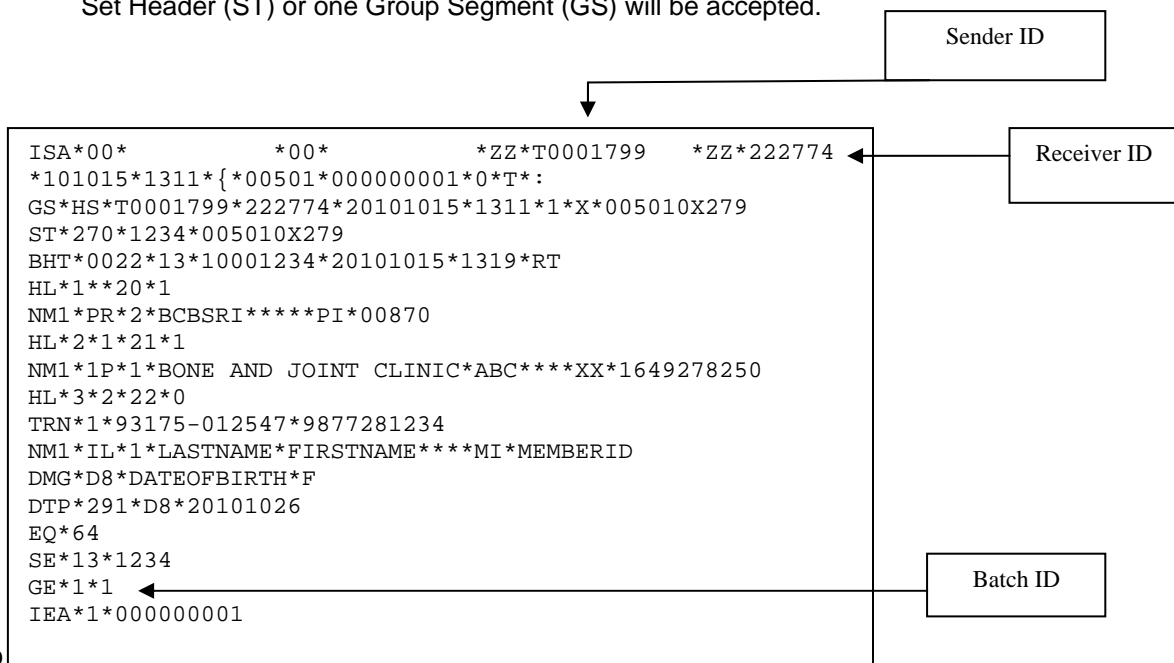 Set Header (ST) or one Group Segment (GS) will be accepted.
Sender ID
ISA*00*          *00*          *ZZ*T0001799    *ZZ*222774
Receiver ID
*101015*1311*{*00501*000000001*0*T*:
GS*HS*T0001799*222774*20101015*1311*1*X*005010X279
ST*270*1234*005010X279
BHT*0022*13*10001234*20101015*1319*RT
HL*1**20*1
NM1*PR*2*BCBSRI*****PI*00870
HL*2*1*21*1
NM1*1P*1*BONE AND JOINT CLINIC*ABC****XX*1649278250
HL*3*2*22*0
TRN*1*93175-012547*9877281234
NM1*IL*1*LASTNAME*FIRSTNAME****MI*MEMBERID
DMG*D8*DATEOFBIRTH*F
DTP*291*D8*20101026
EQ*64
SE*13*1234
GE*1*1
Batch ID
IEA*1*000000001